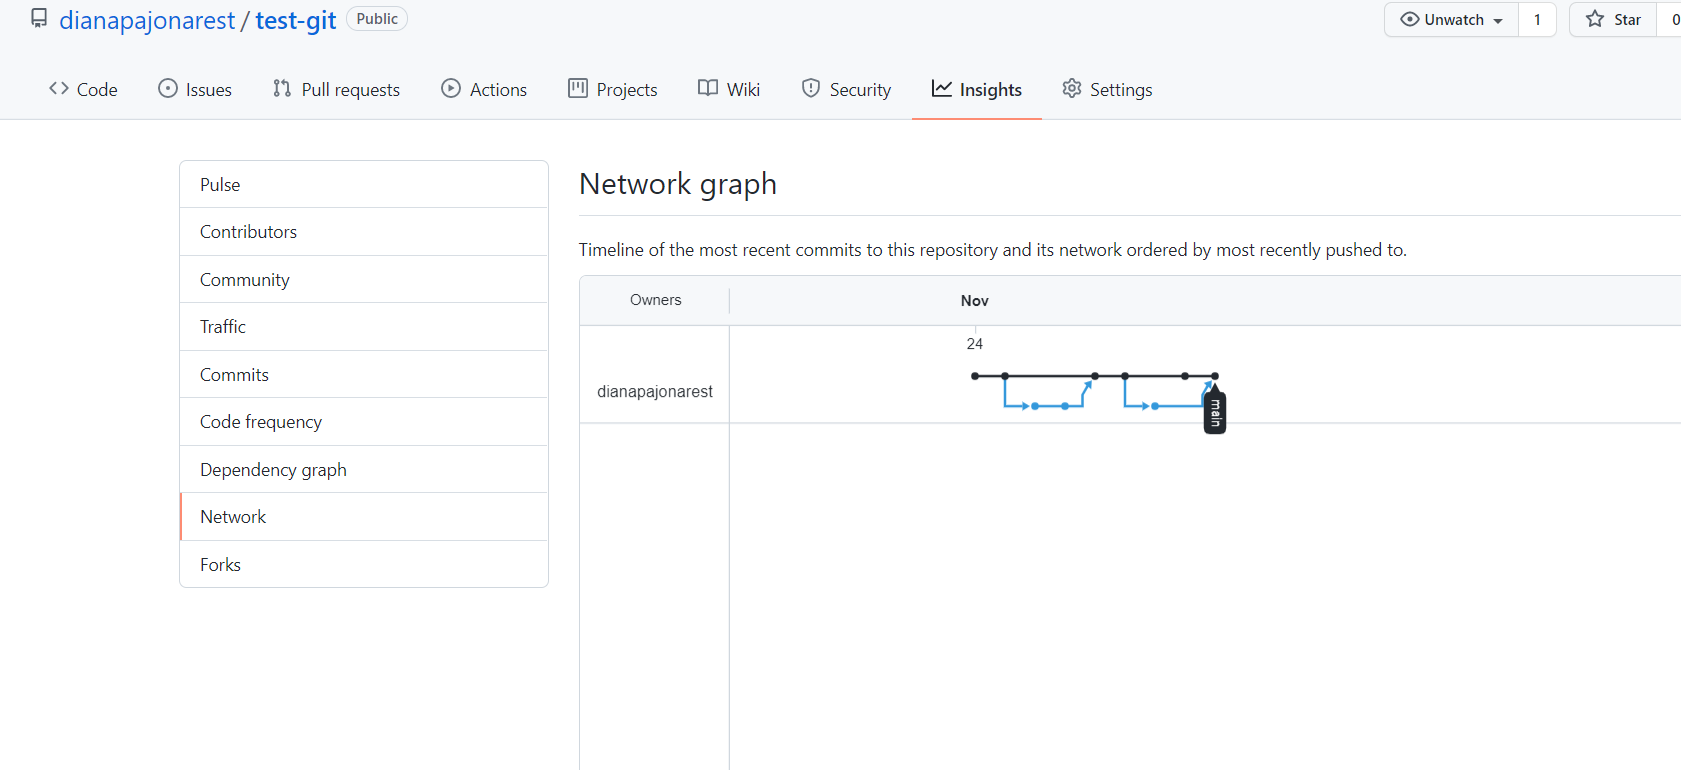 dianapajonarest / test-git Public Unwatch 1 Star 0
Code Issues Pull requests Actions Projects Wiki Security Insights Settings
Pulse
Contributors
Community
Traffic
Commits
Code frequency
Dependency graph
Network
Forks
Network graph
Timeline of the most recent commits to this repository and its network ordered by most recently pushed to.
Owners Nov
24
dianapajonarest
main